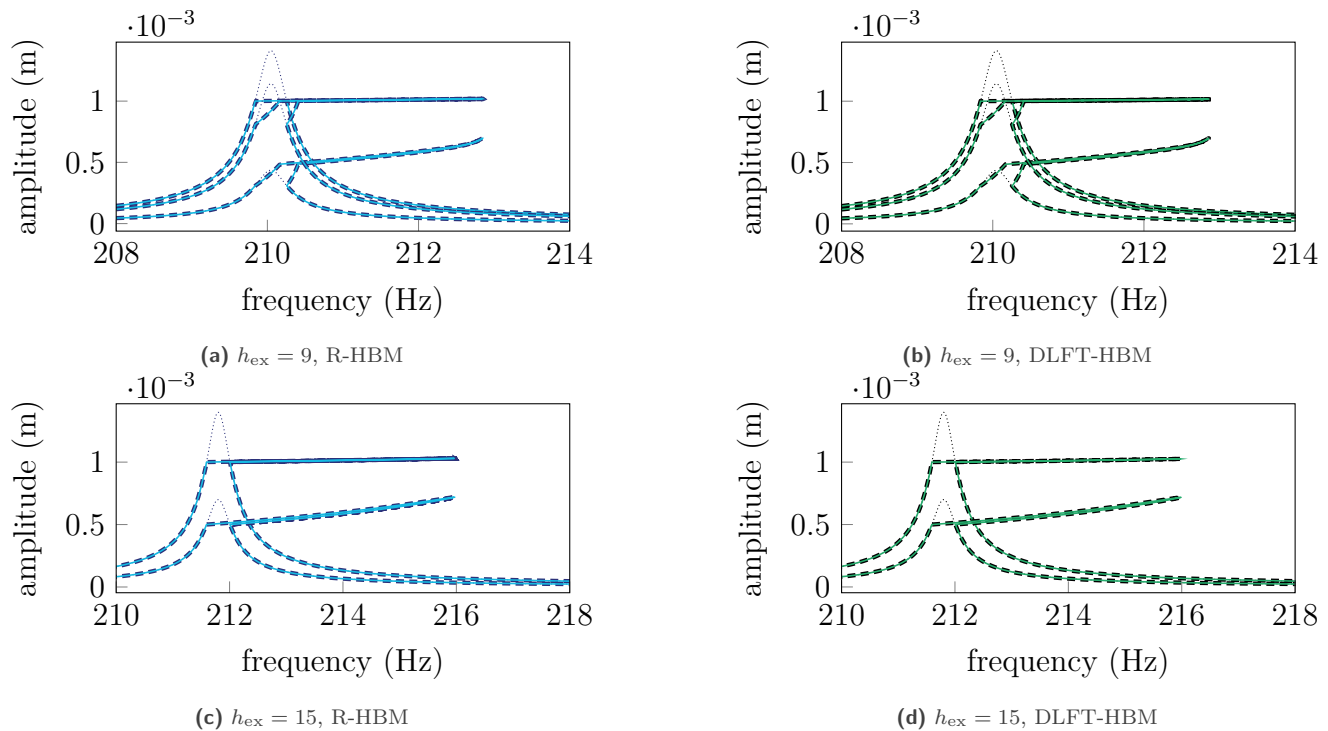 ·10⁻³
amplitude (m)
1
0.5
0
208 210 212 214
frequency (Hz)
(a) h_ex = 9, R-HBM
·10⁻³
amplitude (m)
1
0.5
0
208 210 212 214
frequency (Hz)
(b) h_ex = 9, DLFT-HBM
·10⁻³
amplitude (m)
1
0.5
0
210 212 214 216 218
frequency (Hz)
(c) h_ex = 15, R-HBM
·10⁻³
amplitude (m)
1
0.5
0
210 212 214 216 218
frequency (Hz)
(d) h_ex = 15, DLFT-HBM